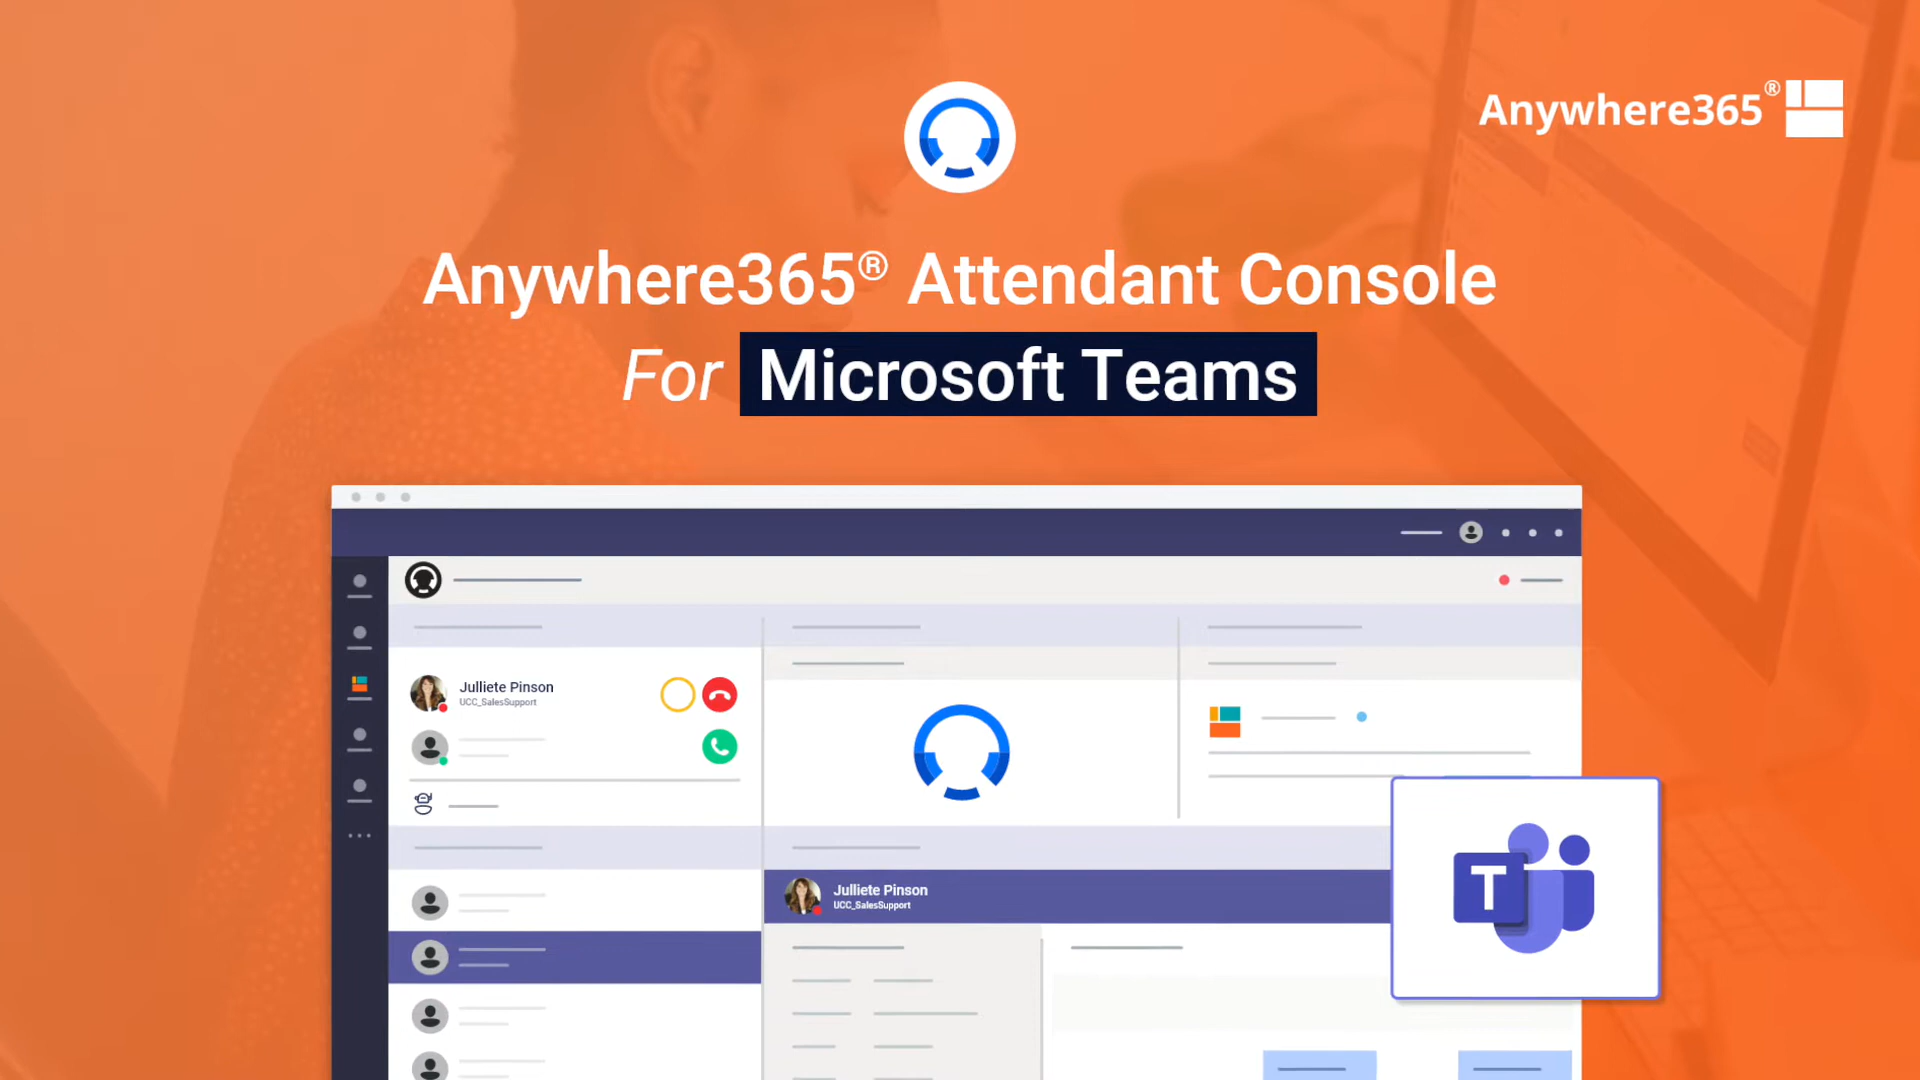 Anywhere365®
Anywhere365® Attendant Console
For Microsoft Teams
Julliete Pinson
UCC_SalesSupport
Julliete Pinson
UCC_SalesSupport
T